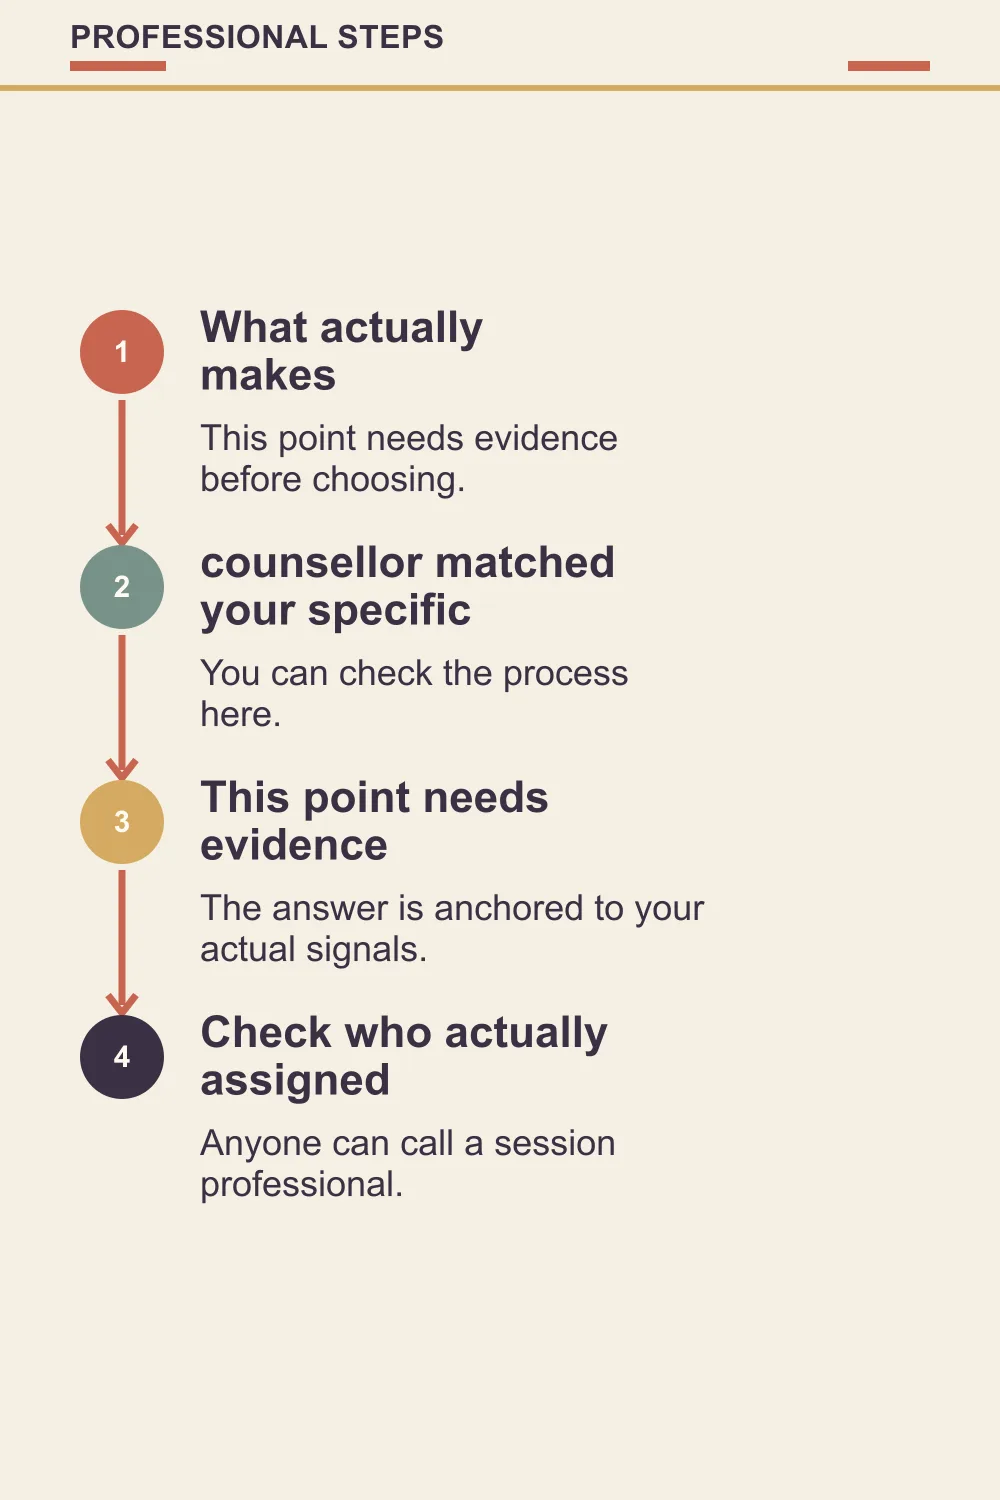 PROFESSIONAL STEPS
1
What actually
makes
This point needs evidence
before choosing.
2
counsellor matched
your specific
You can check the process
here.
3
This point needs
evidence
The answer is anchored to your
actual signals.
4
Check who actually
assigned
Anyone can call a session
professional.